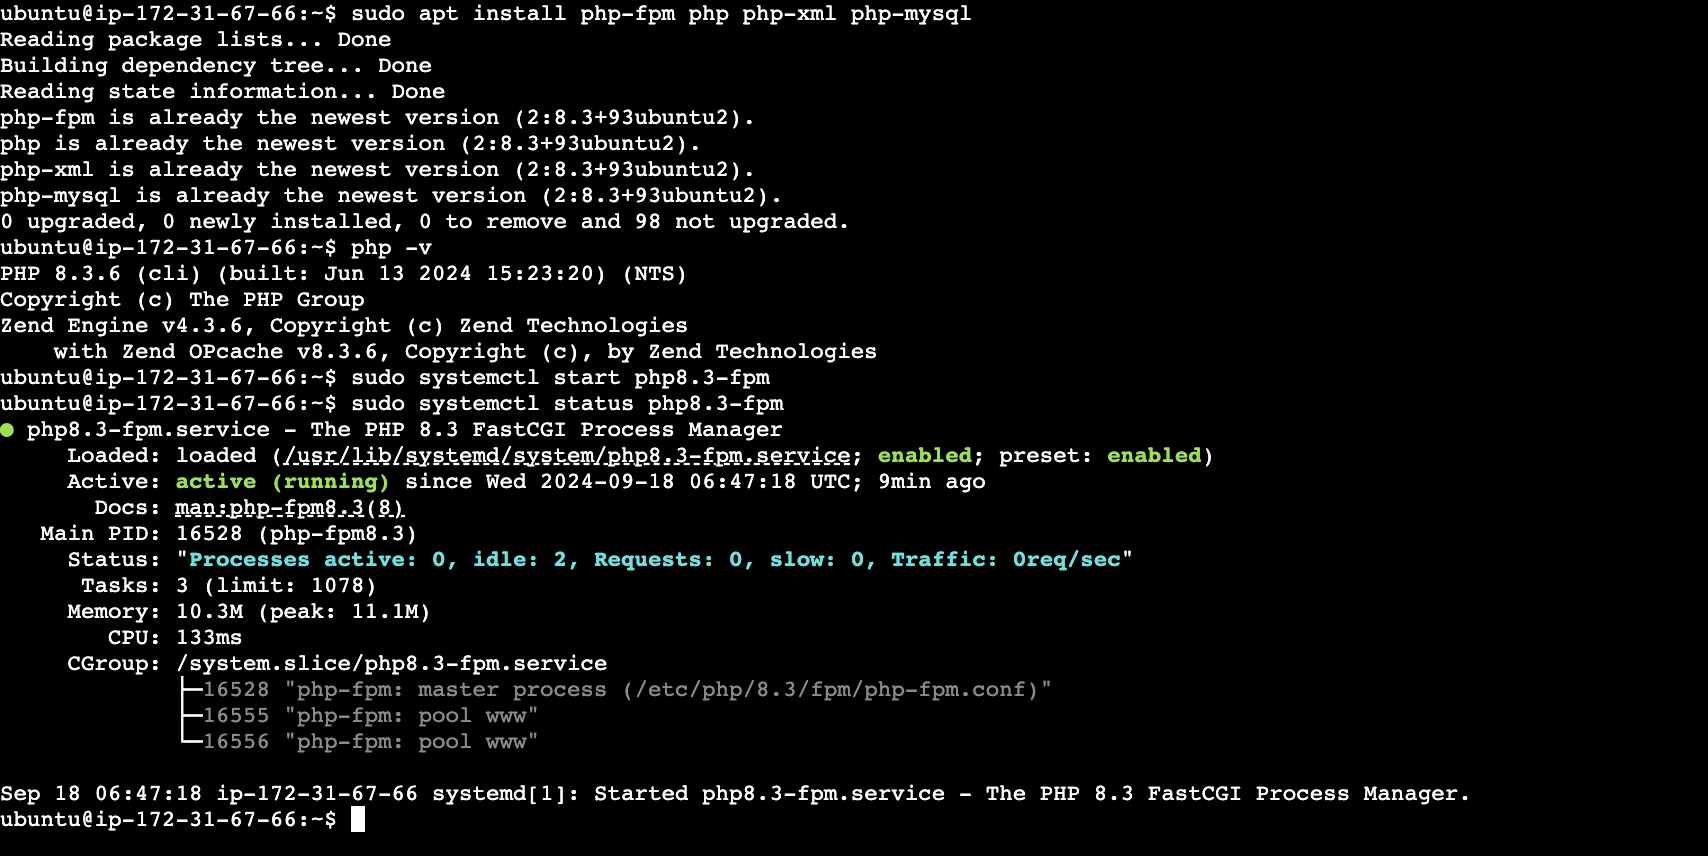 ubuntu@ip-172-31-67-66:~$ sudo apt install php-fpm php php-xml php-mysql
Reading package lists... Done
Building dependency tree... Done
Reading state information... Done
php-fpm is already the newest version (2:8.3+93ubuntu2).
php is already the newest version (2:8.3+93ubuntu2).
php-xml is already the newest version (2:8.3+93ubuntu2).
php-mysql is already the newest version (2:8.3+93ubuntu2).
0 upgraded, 0 newly installed, 0 to remove and 98 not upgraded.
ubuntu@ip-172-31-67-66:~$ php -v
PHP 8.3.6 (cli) (built: Jun 13 2024 15:23:20) (NTS)
Copyright (c) The PHP Group
Zend Engine v4.3.6, Copyright (c) Zend Technologies
    with Zend OPcache v8.3.6, Copyright (c), by Zend Technologies
ubuntu@ip-172-31-67-66:~$ sudo systemctl start php8.3-fpm
ubuntu@ip-172-31-67-66:~$ sudo systemctl status php8.3-fpm
● php8.3-fpm.service - The PHP 8.3 FastCGI Process Manager
     Loaded: loaded (/usr/lib/systemd/system/php8.3-fpm.service; enabled; preset: enabled)
     Active: active (running) since Wed 2024-09-18 06:47:18 UTC; 9min ago
       Docs: man:php-fpm8.3(8)
   Main PID: 16528 (php-fpm8.3)
     Status: "Processes active: 0, idle: 2, Requests: 0, slow: 0, Traffic: 0req/sec"
      Tasks: 3 (limit: 1078)
     Memory: 10.3M (peak: 11.1M)
        CPU: 133ms
     CGroup: /system.slice/php8.3-fpm.service
             ├─16528 "php-fpm: master process (/etc/php/8.3/fpm/php-fpm.conf)"
             ├─16555 "php-fpm: pool www"
             └─16556 "php-fpm: pool www"
Sep 18 06:47:18 ip-172-31-67-66 systemd[1]: Started php8.3-fpm.service - The PHP 8.3 FastCGI Process Manager.
ubuntu@ip-172-31-67-66:~$